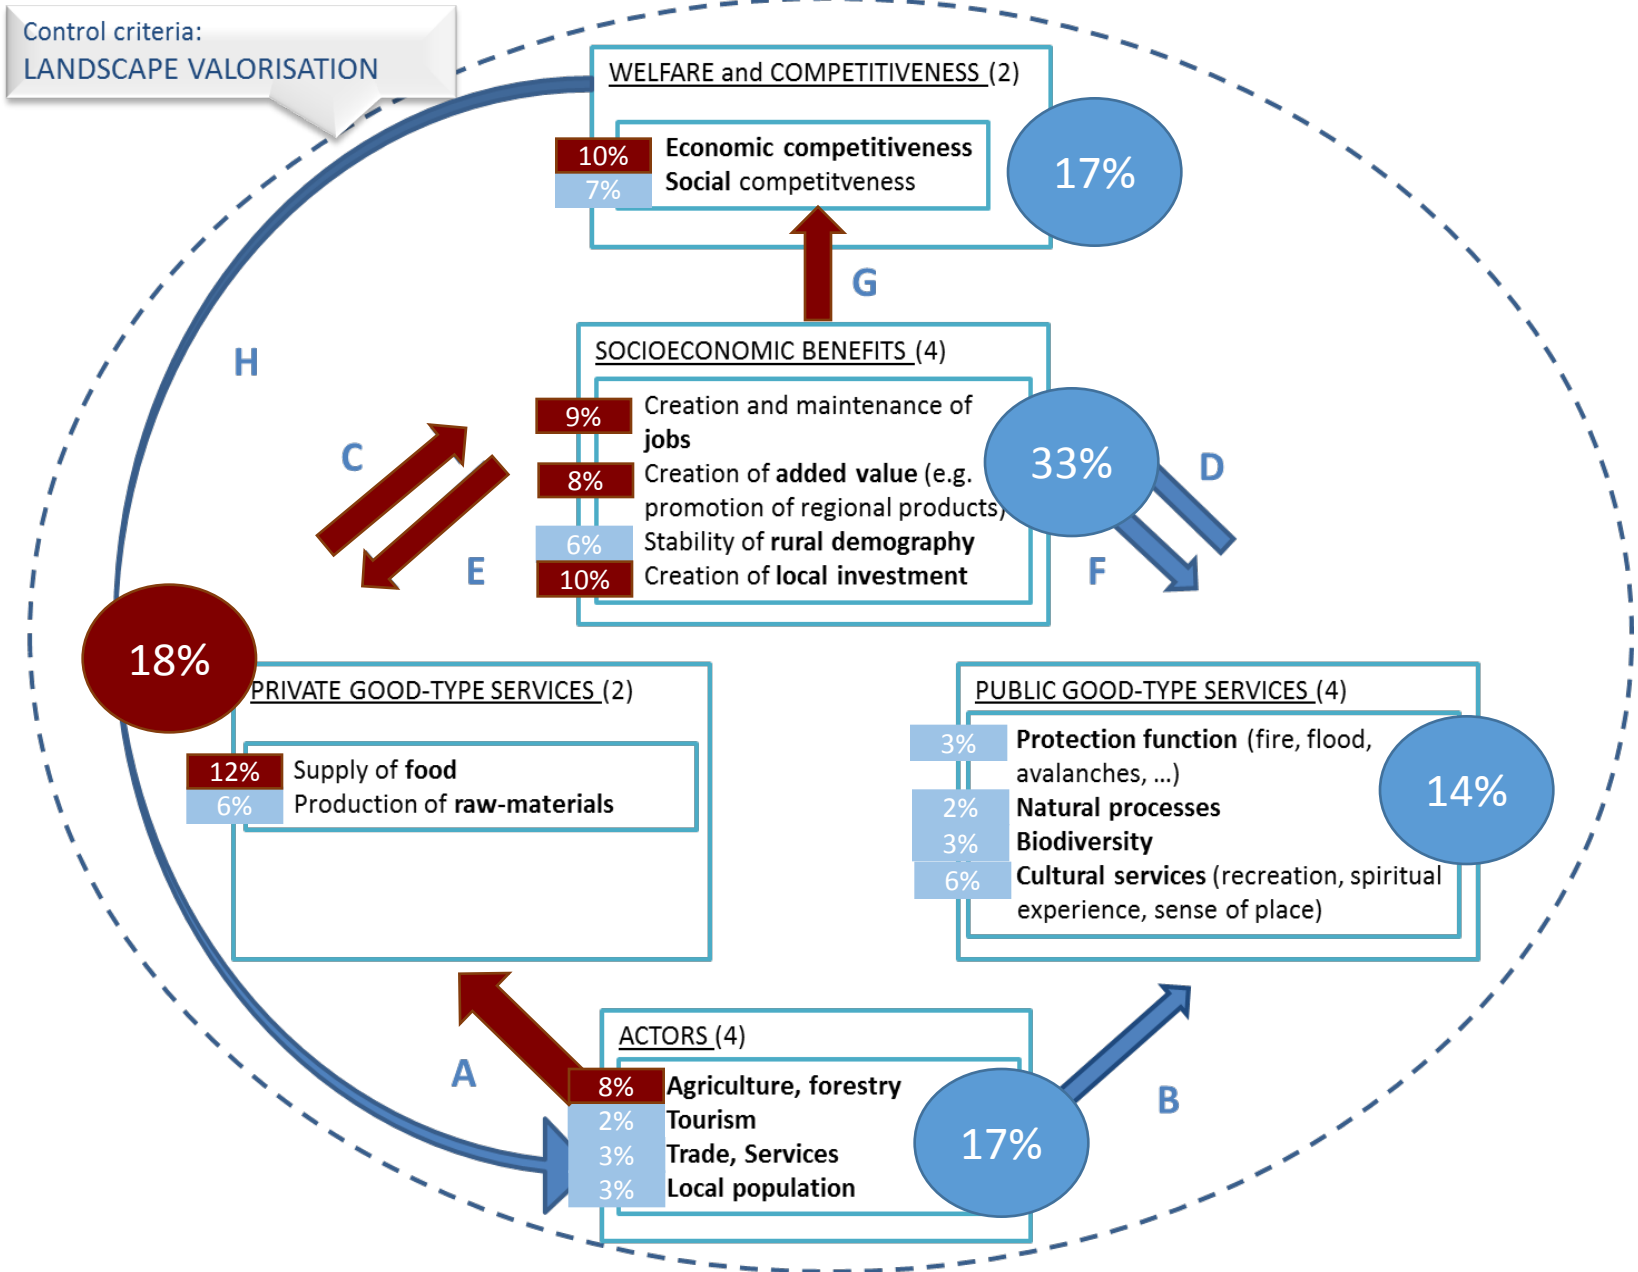 Control criteria:
LANDSCAPE VALORISATION
WELFARE and COMPETITIVENESS (2)
10% Economic competitiveness
7% Social competitveness
17%
G
H
SOCIOECONOMIC BENEFITS (4)
9% Creation and maintenance of
jobs
8% Creation of added value (e.g.
promotion of regional products)
6% Stability of rural demography
10% Creation of local investment
33%
C
E
D
F
18%
PRIVATE GOOD-TYPE SERVICES (2)
12% Supply of food
6% Production of raw-materials
PUBLIC GOOD-TYPE SERVICES (4)
3% Protection function (fire, flood,
avalanches, ...)
2% Natural processes
3% Biodiversity
6% Cultural services (recreation, spiritual
experience, sense of place)
14%
A
B
ACTORS (4)
8% Agriculture, forestry
2% Tourism
3% Trade, Services
3% Local population
17%